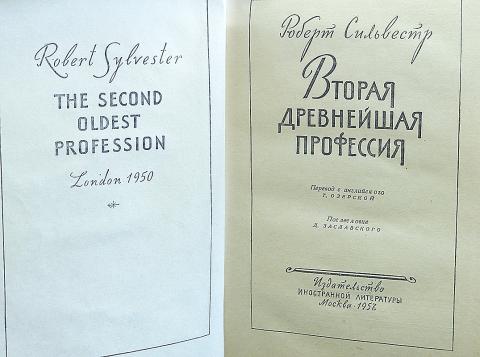 Robert Sylvester
THE SECOND
OLDEST
PROFESSION
London 1950
Роберт Сильвестр
ВТОРАЯ
ДРЕВНЕЙШАЯ
ПРОФЕССИЯ
Перевод с английского
Т. ОЗЕРСКОЙ
Послесловие
Д. ЗАСЛАВСКОГО
Издательство
ИНОСТРАННОЙ ЛИТЕРАТУРЫ
Москва · 1957